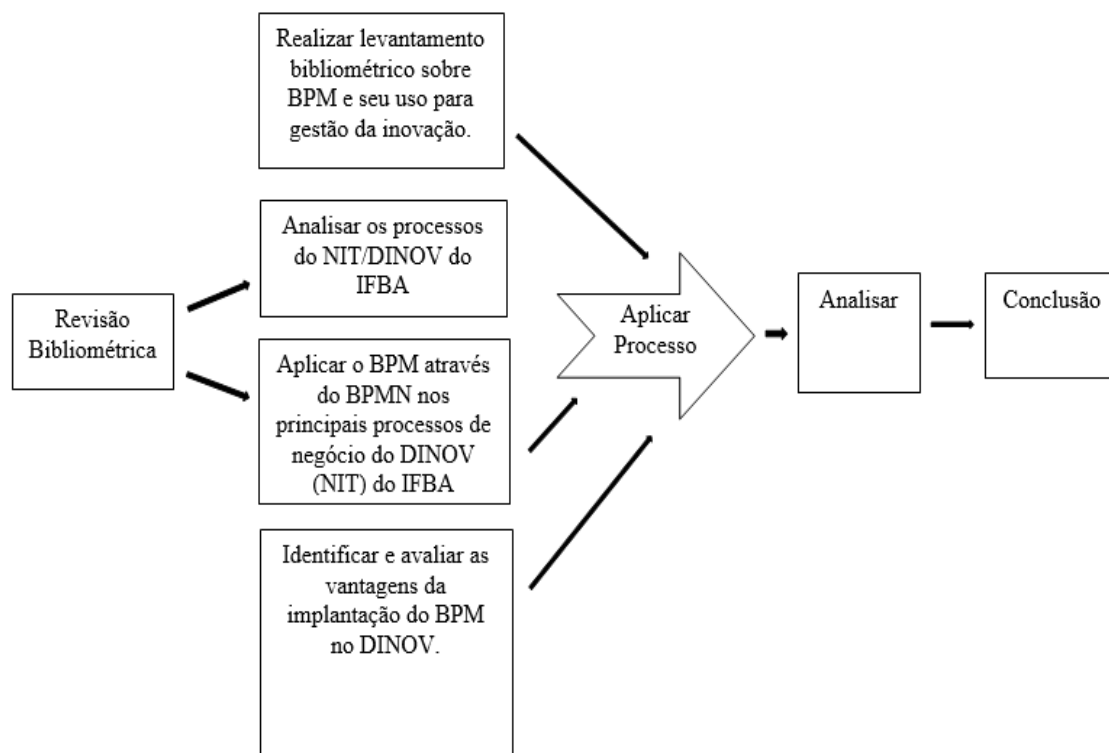 Revisão
Bibliométrica
Realizar levantamento
bibliométrico sobre
BPM e seu uso para
gestão da inovação.
Analisar os processos
do NIT/DINOV do
IFBA
Aplicar o BPM através
do BPMN nos
principais processos de
negócio do DINOV
(NIT) do IFBA
Identificar e avaliar as
vantagens da
implantação do BPM
no DINOV.
Aplicar
Processo
Analisar
Conclusão